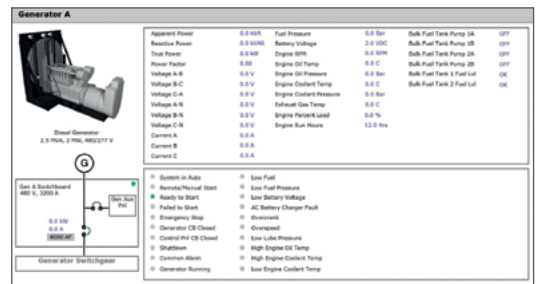 Generator A
Apparent Power 0.0 kVA Fuel Pressure 0.0 Bar Bulk Fuel Tank Pump 1A OFF
Reactive Power 0.0 kVAR Battery Voltage 2.0 VDC Bulk Fuel Tank Pump 1B OFF
True Power 0.0 kW Engine RPM 0.0 RPM Bulk Fuel Tank Pump 2A OFF
Power Factor 0.00 Engine Oil Temp 0.0 C Bulk Fuel Tank Pump 2B OFF
Voltage A-B 0.0 V Engine Oil Pressure 0.0 Bar Bulk Fuel Tank 1 Fuel Lvl OK
Voltage B-C 0.0 V Engine Coolant Temp 0.0 C Bulk Fuel Tank 2 Fuel Lvl OK
Voltage C-A 0.0 V Engine Coolant Pressure 0.0 Bar
Voltage A-N 0.0 V Exhaust Gas Temp 0.0 C
Voltage B-N 0.0 V Engine Percent Load 0.0 %
Voltage C-N 0.0 V Engine Run Hours 12.0 Hrs
Current A 0.0 A
Current B 0.0 A
Current C 0.0 A
Diesel Generator
2.5 MVA, 2 MW, 480/277 V
G
Gen A Switchboard
480 V, 3200 A
Gen Aux
Pnl
0.0 kW
0.0 A
4000 AF
Generator Switchgear
System in Auto Low Fuel
Remote/Manual Start Low Fuel Pressure
Ready to Start Low Battery Voltage
Failed to Start AC Battery Charger Fault
Emergency Stop Overcrank
Generator CB Closed Overspeed
Control Pnl CB Closed Low Lube Pressure
Shutdown High Engine Oil Temp
Common Alarm High Engine Coolant Temp
Generator Running Low Engine Coolant Temp